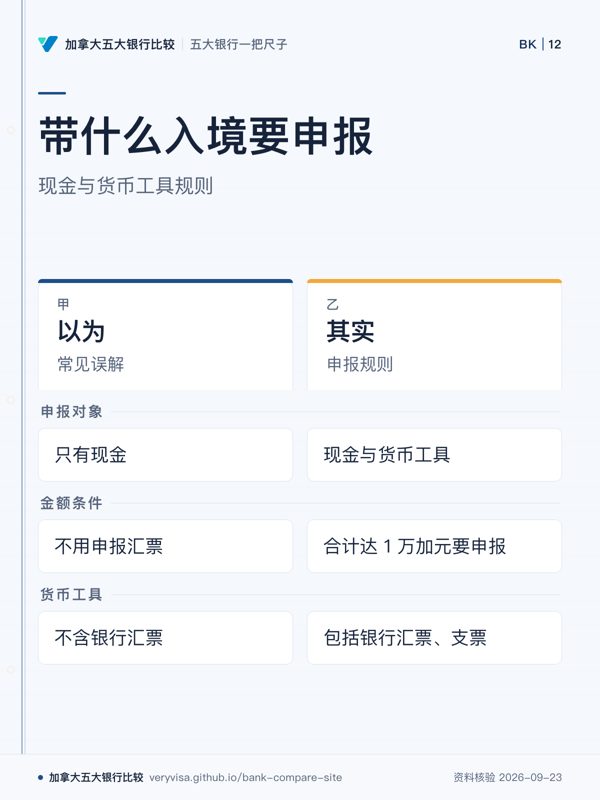 加拿大五大银行比较 五大银行一把尺子 BK 12
带什么入境要申报
现金与货币工具规则
甲 乙
以为 其实
常见误解 申报规则
申报对象
只有现金 现金与货币工具
金额条件
不用申报汇票 合计达 1 万加元要申报
货币工具
不含银行汇票 包括银行汇票、支票
加拿大五大银行比较 veryvisa.github.io/bank-compare-site 资料核验 2026-09-23